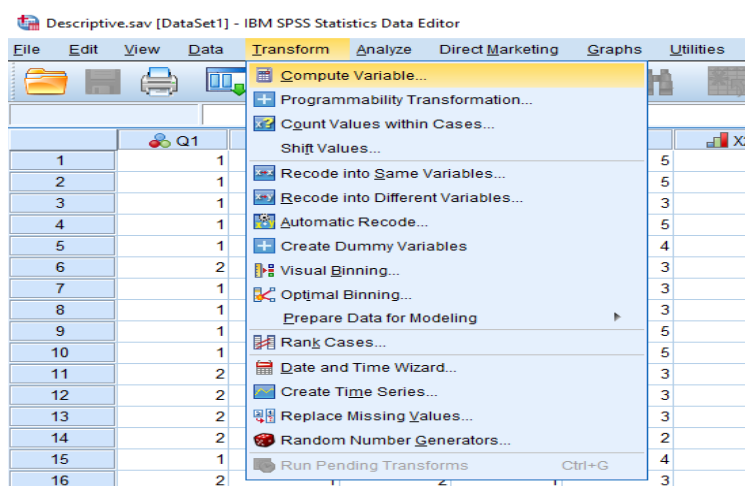 Descriptive.sav [DataSet1] - IBM SPSS Statistics Data Editor
File Edit View Data Transform Analyze Direct Marketing Graphs Utilities
Compute Variable...
Programmability Transformation...
Count Values within Cases...
Shift Values...
Recode into Same Variables...
Recode into Different Variables...
Automatic Recode...
Create Dummy Variables
Visual Binning...
Optimal Binning...
Prepare Data for Modeling
Rank Cases...
Date and Time Wizard...
Create Time Series...
Replace Missing Values...
Random Number Generators...
Run Pending Transforms Ctrl+G
Q1
1 1 5
2 1 5
3 1 3
4 1 5
5 1 4
6 2 3
7 1 3
8 1 3
9 1 5
10 1 5
11 2 3
12 2 3
13 2 3
14 2 2
15 1 4
16 2 3